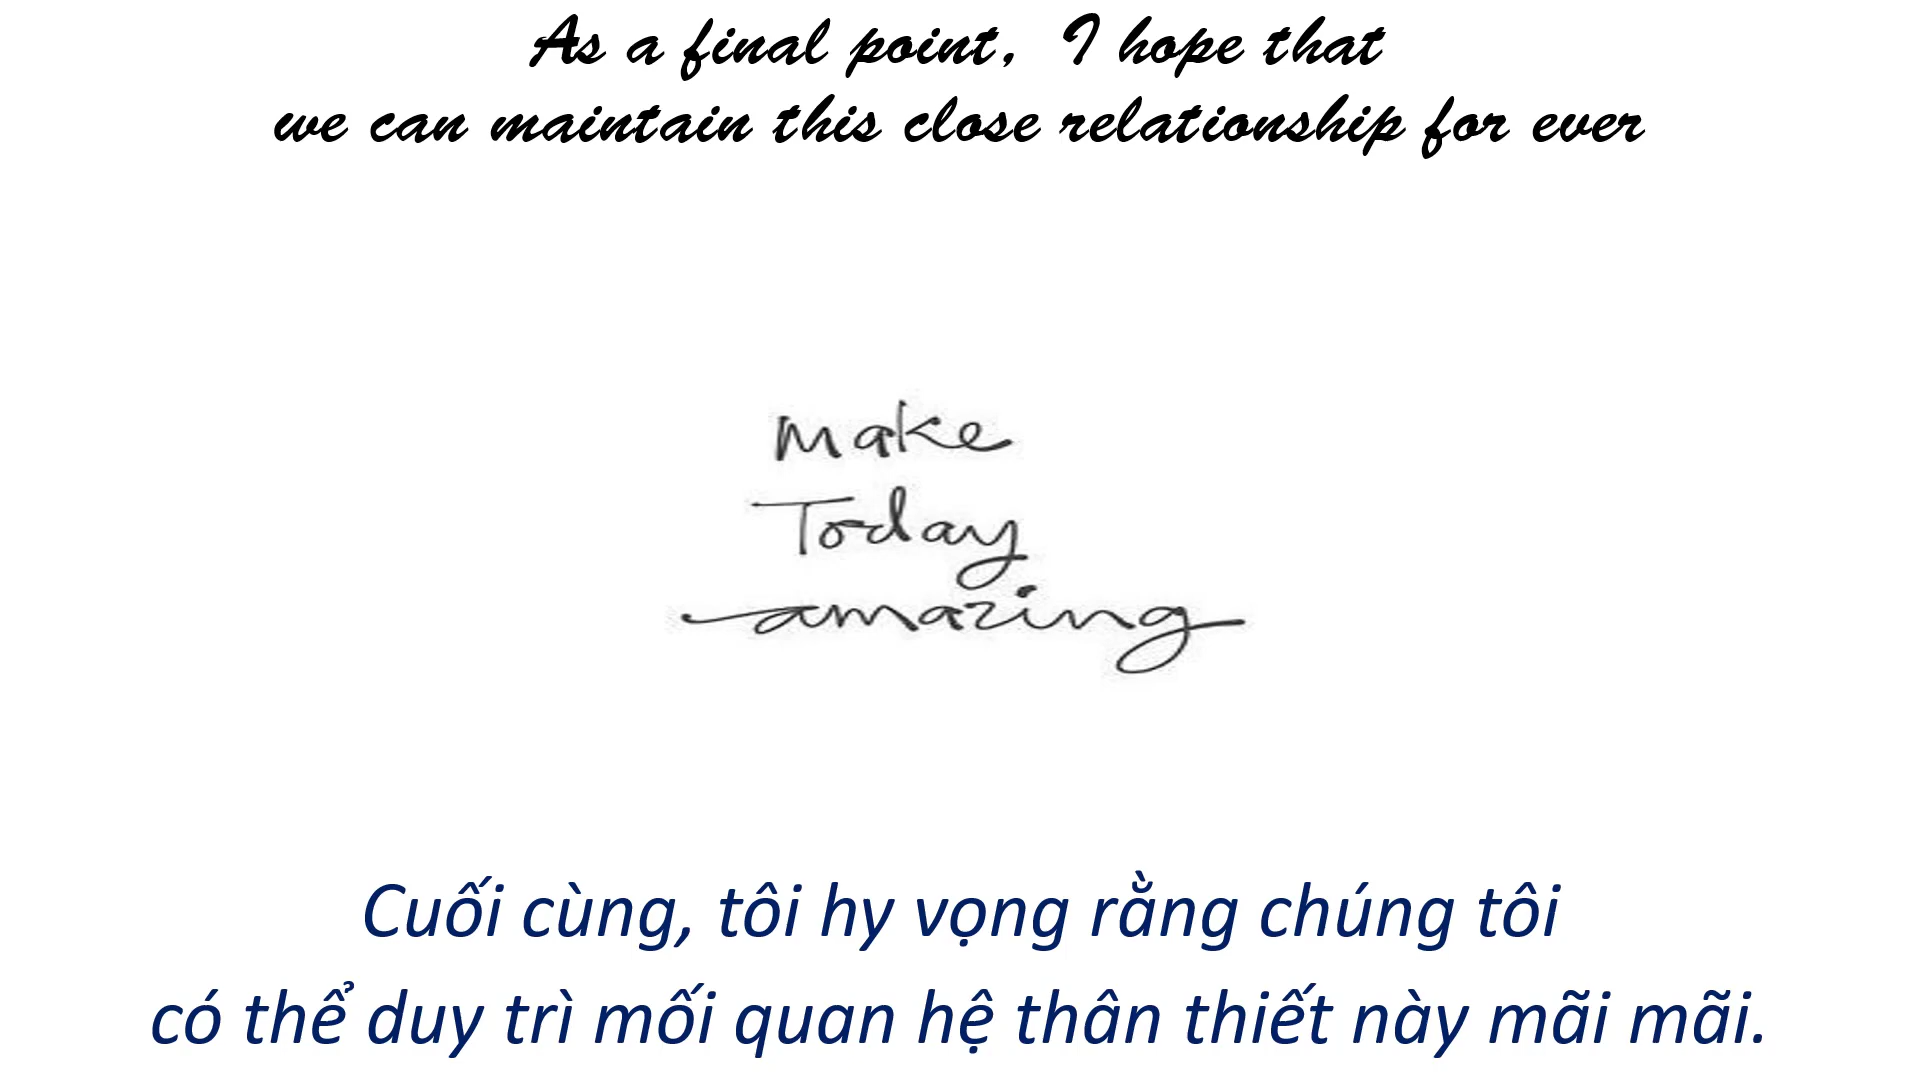 As a final point, I hope that
we can maintain this close relationship for ever
make
Today
amazing
Cuối cùng, tôi hy vọng rằng chúng tôi
có thể duy trì mối quan hệ thân thiết này mãi mãi.